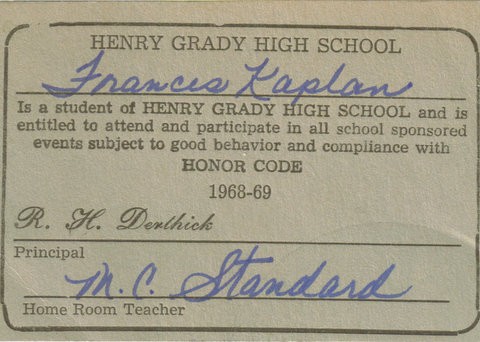 HENRY GRADY HIGH SCHOOL
Frances Kaplan
Is a student of HENRY GRADY HIGH SCHOOL and is
entitled to attend and participate in all school sponsored
events subject to good behavior and compliance with
HONOR CODE
1968-69
R. H. Derthick
Principal
M. C. Standard
Home Room Teacher